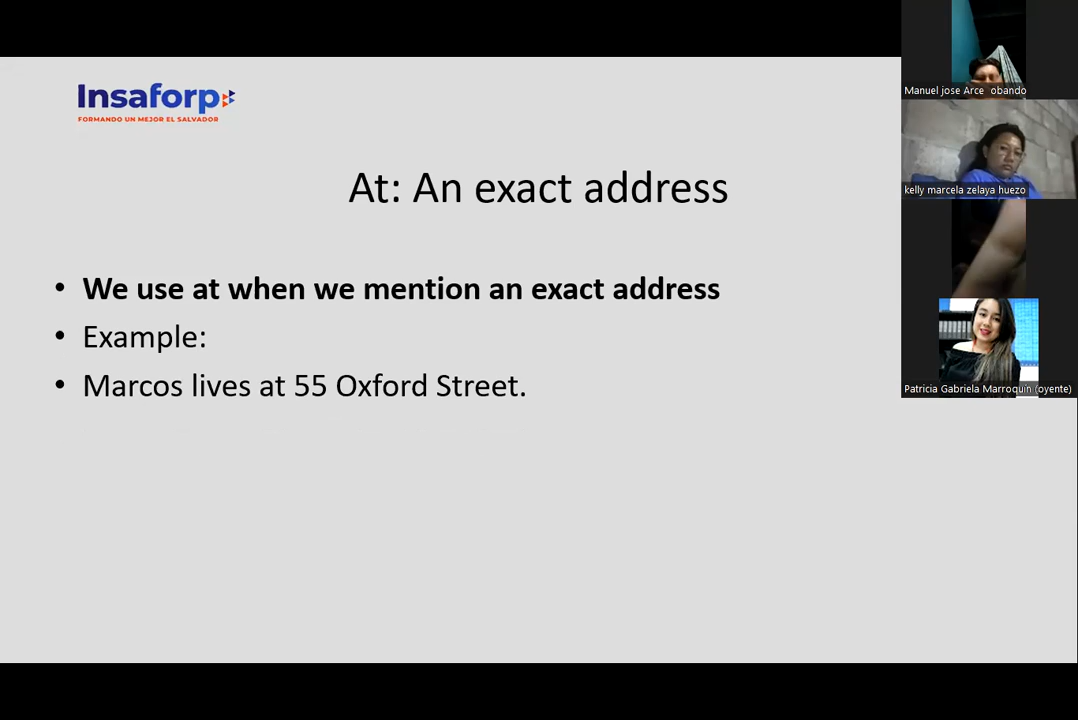 Insaforp
FORMANDO UN MEJOR EL SALVADOR
At: An exact address
• We use at when we mention an exact address
• Example:
• Marcos lives at 55 Oxford Street.
Manuel jose Arce obando
kelly marcela zelaya huezo
Patricia Gabriela Marroquín (oyente)